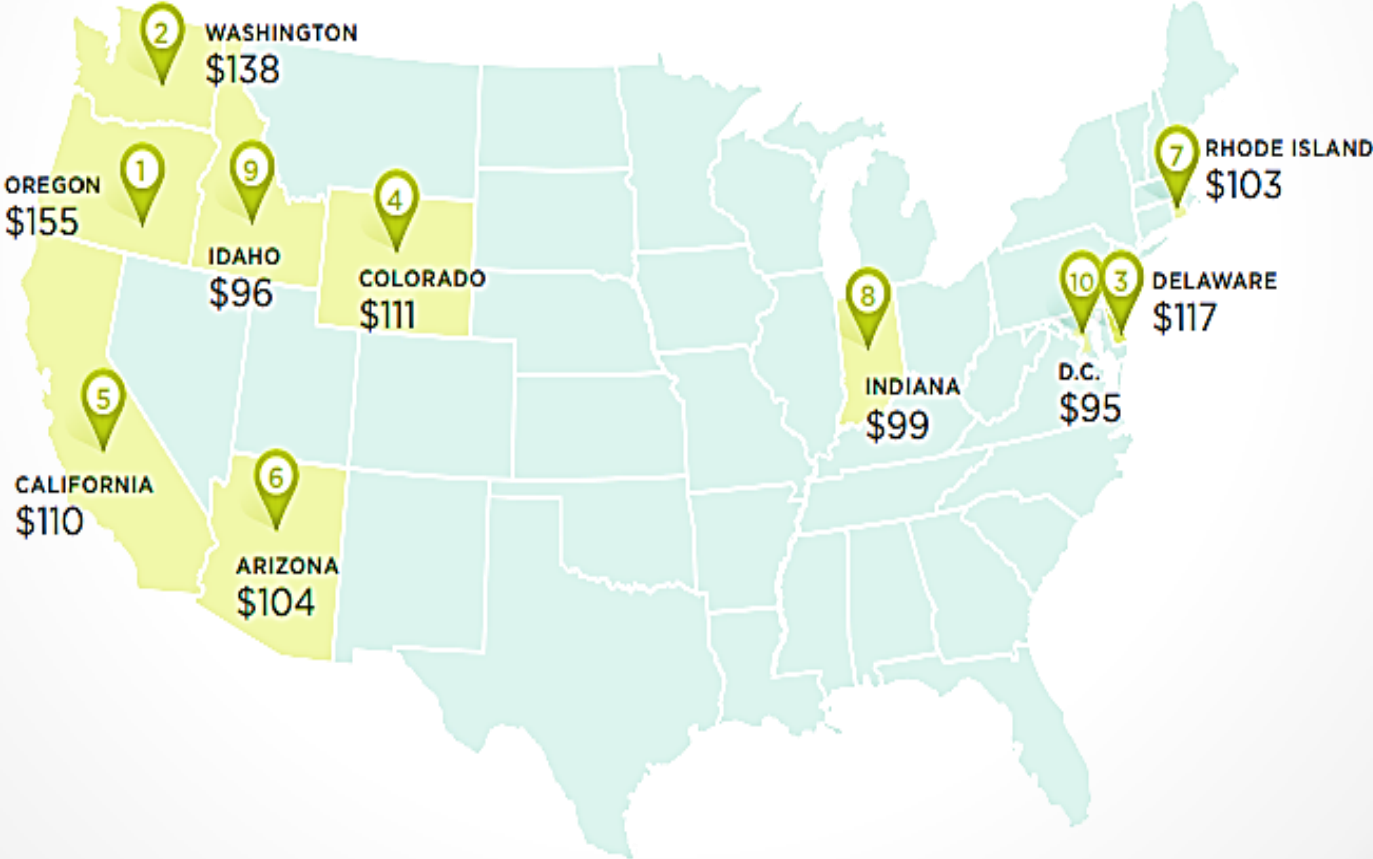 2
WASHINGTON
$138
1
OREGON
$155
9
IDAHO
$96
4
COLORADO
$111
7
RHODE ISLAND
$103
10
3
DELAWARE
$117
D.C.
$95
8
INDIANA
$99
5
CALIFORNIA
$110
6
ARIZONA
$104